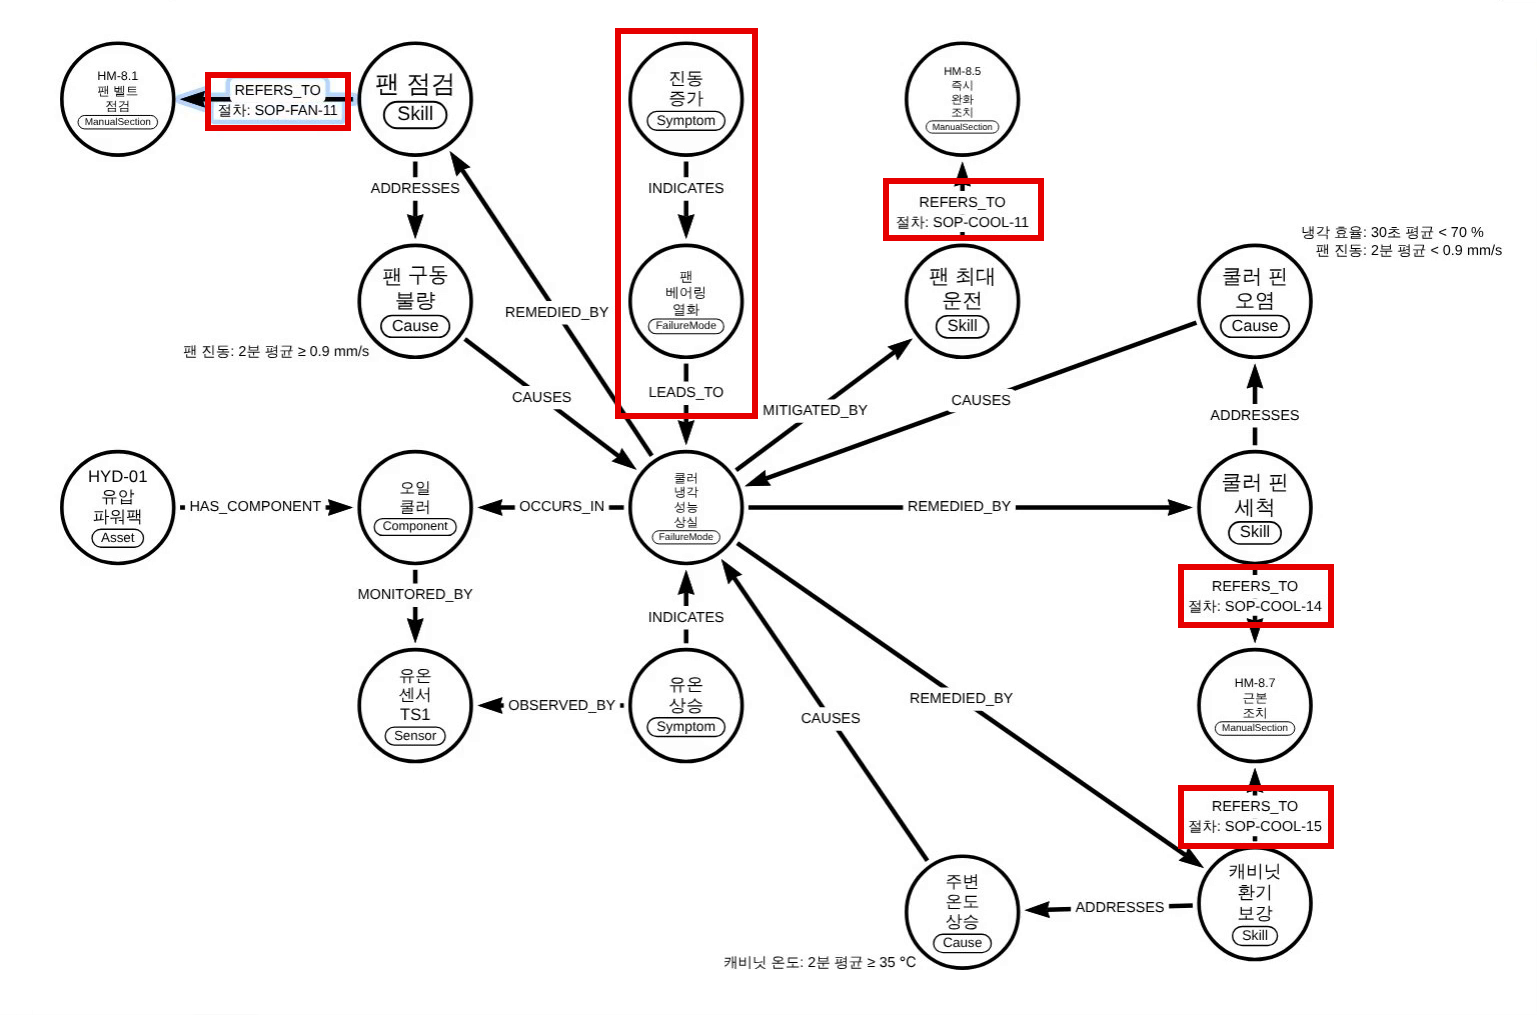 HM-8.1
팬 벨트
점검
ManualSection
REFERS_TO
절차: SOP-FAN-11
팬 점검
Skill
진동
증가
Symptom
HM-8.5
즉시
완화
조치
ManualSection
ADDRESSES
INDICATES
REFERS_TO
절차: SOP-COOL-11
냉각 효율: 30초 평균 < 70 %
팬 진동: 2분 평균 < 0.9 mm/s
팬 구동
불량
Cause
팬 진동: 2분 평균 ≥ 0.9 mm/s
REMEDIED_BY
팬
베어링
열화
FailureMode
팬 최대
운전
Skill
쿨러 핀
오염
Cause
CAUSES
LEADS_TO
MITIGATED_BY
CAUSES
ADDRESSES
HYD-01
유압
파워팩
Asset
HAS_COMPONENT
오일
쿨러
Component
OCCURS_IN
쿨러
냉각
성능
상실
FailureMode
REMEDIED_BY
쿨러 핀
세척
Skill
MONITORED_BY
INDICATES
REFERS_TO
절차: SOP-COOL-14
유온
센서
TS1
Sensor
OBSERVED_BY
유온
상승
Symptom
CAUSES
REMEDIED_BY
HM-8.7
근본
조치
ManualSection
REFERS_TO
절차: SOP-COOL-15
주변
온도
상승
Cause
캐비닛 온도: 2분 평균 ≥ 35 °C
ADDRESSES
캐비닛
환기
보강
Skill